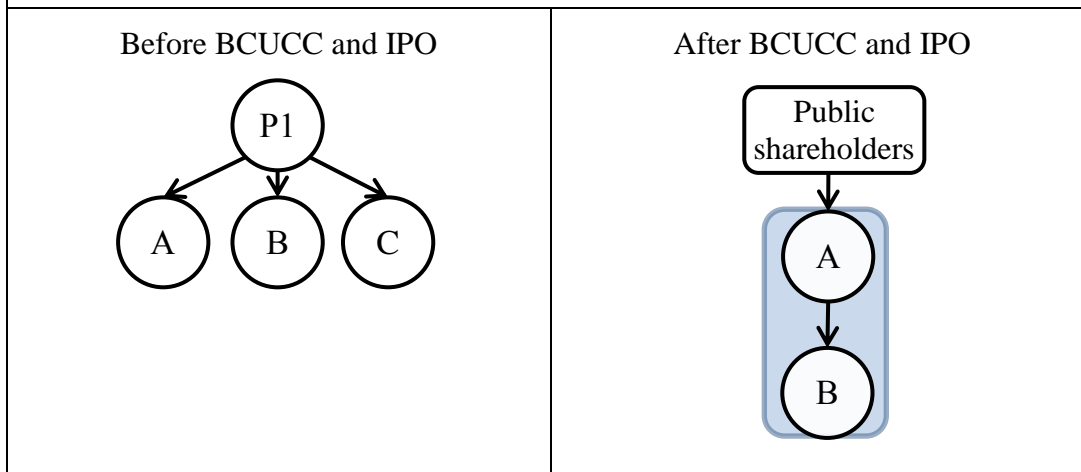 Before BCUCC and IPO
P1
A
B
C
After BCUCC and IPO
Public
shareholders
A
B